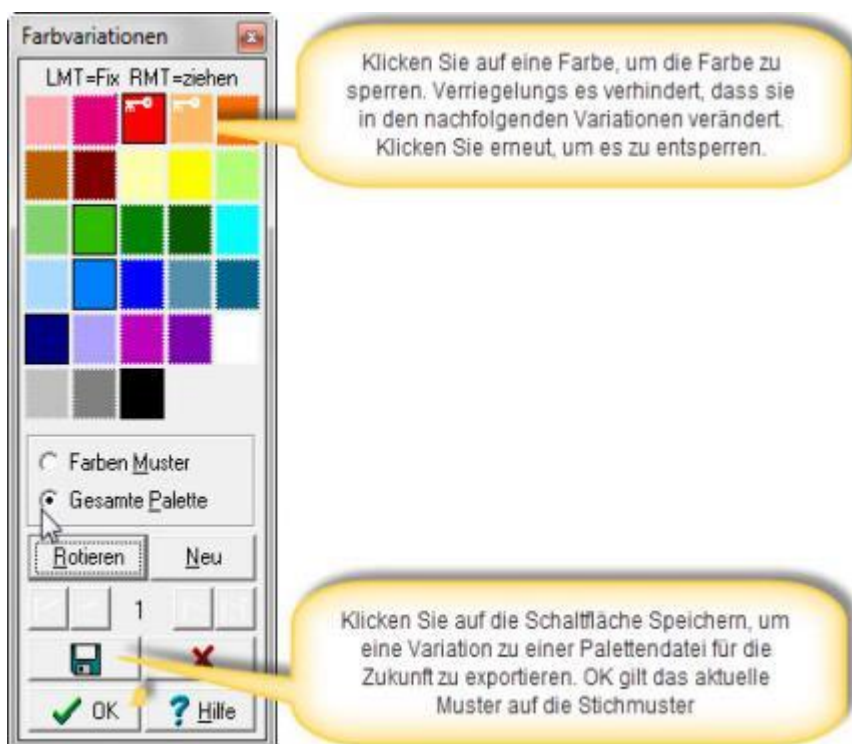 Farbvariationen
LMT=Fix RMT=ziehen
Klicken Sie auf eine Farbe, um die Farbe zu
sperren. Verriegelungs es verhindert, dass sie
in den nachfolgenden Variationen verändert.
Klicken Sie erneut, um es zu entsperren.
Farben Muster
Gesamte Palette
Rotieren
Neu
1
Klicken Sie auf die Schaltfläche Speichern, um
eine Variation zu einer Palettendatei für die
Zukunft zu exportieren. OK gilt das aktuelle
Muster auf die Stichmuster
OK
Hilfe